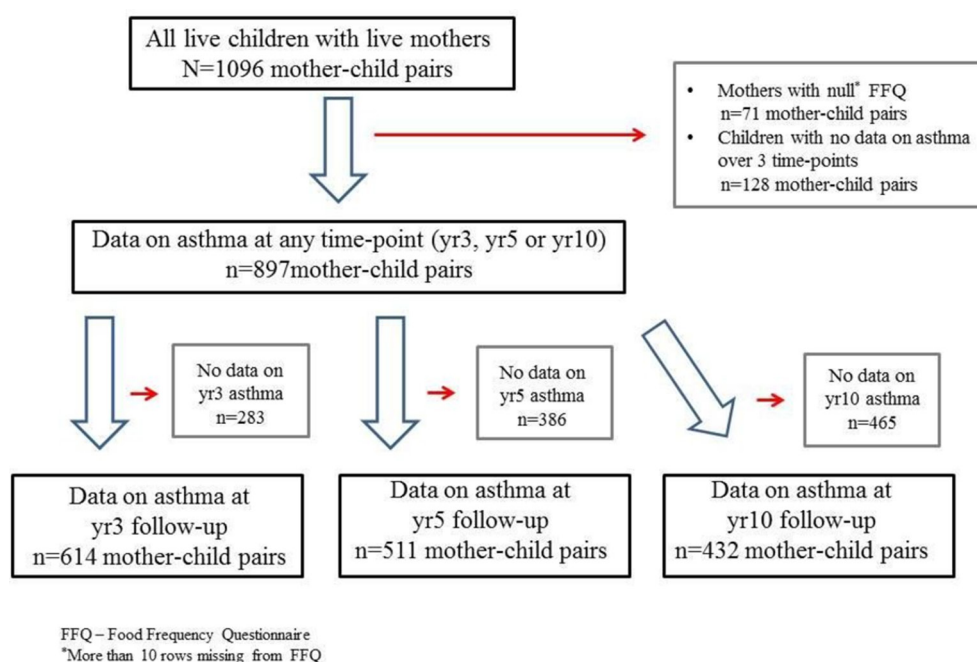 All live children with live mothers
N=1096 mother-child pairs
• Mothers with null* FFQ
n=71 mother-child pairs
• Children with no data on asthma
over 3 time-points
n=128 mother-child pairs
Data on asthma at any time-point (yr3, yr5 or yr10)
n=897mother-child pairs
No data on
yr3 asthma
n=283
No data on
yr5 asthma
n=386
No data on
yr10 asthma
n=465
Data on asthma at
yr3 follow-up
n=614 mother-child pairs
Data on asthma at
yr5 follow-up
n=511 mother-child pairs
Data on asthma at
yr10 follow-up
n=432 mother-child pairs
FFQ – Food Frequency Questionnaire
*More than 10 rows missing from FFQ